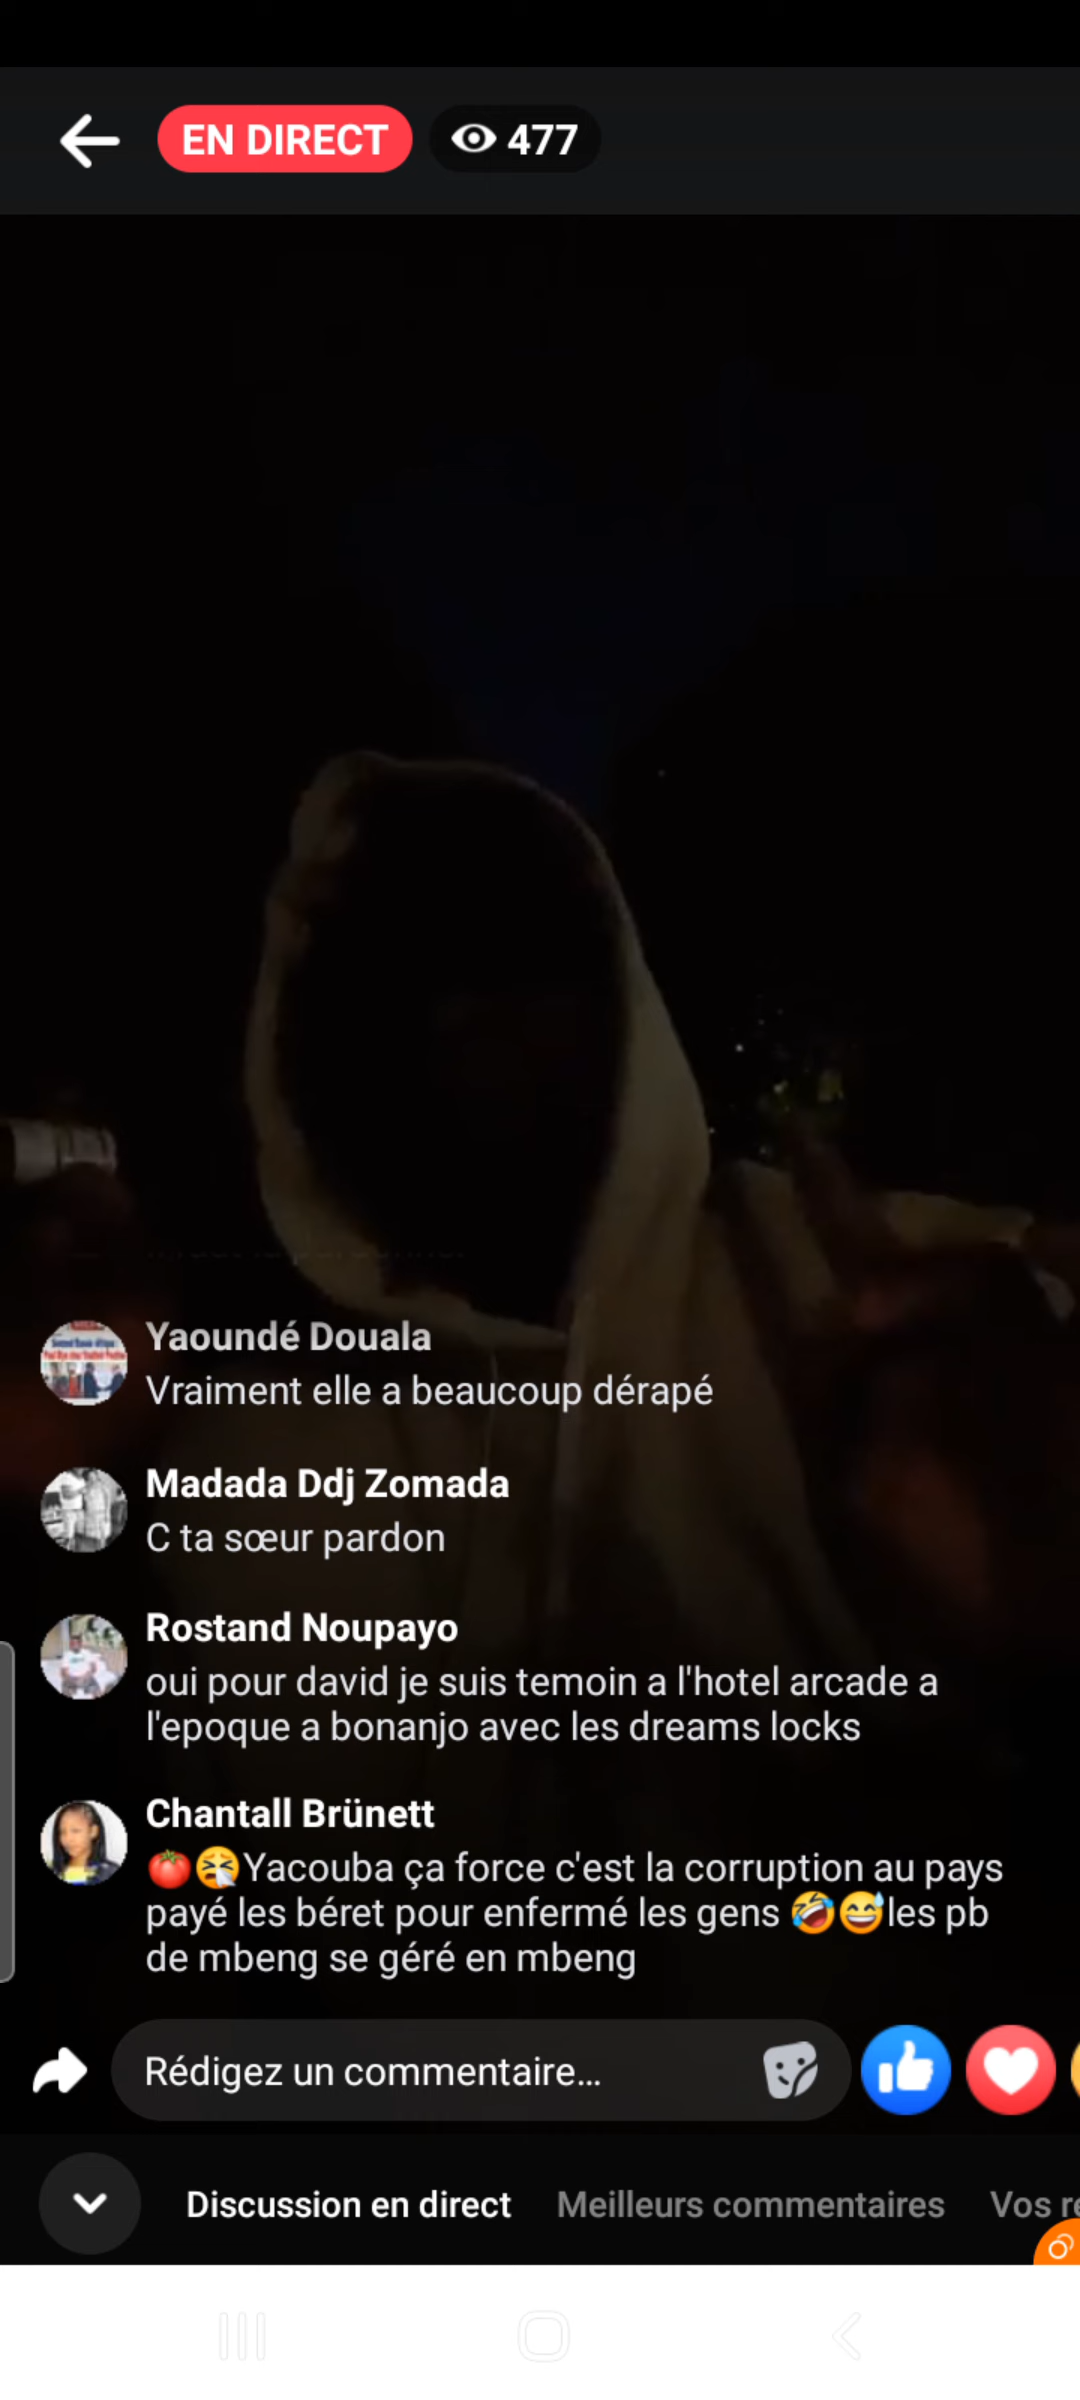 EN DIRECT
477
Yaoundé Douala
Vraiment elle a beaucoup dérapé
Madada Ddj Zomada
C ta sœur pardon
Rostand Noupayo
oui pour david je suis temoin a l'hotel arcade a
l'epoque a bonanjo avec les dreams locks
Chantall Brünett
🍅😤Yacouba ça force c'est la corruption au pays
payé les béret pour enfermé les gens 🤣😅les pb
de mbeng se géré en mbeng
Rédigez un commentaire...
Discussion en direct Meilleurs commentaires Vos